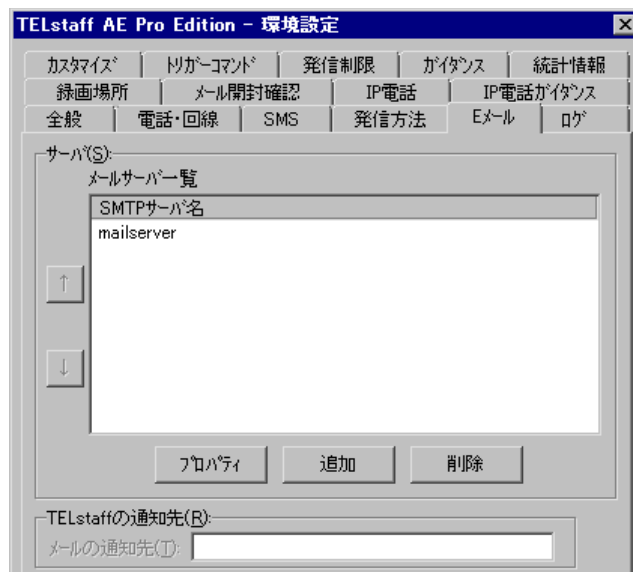 TELstaff AE Pro Edition - 環境設定
ｶｽﾀﾏｲｽﾞ ﾄﾘｶﾞｰｺﾏﾝﾄﾞ 発信制限 ｶﾞｲﾀﾞﾝｽ 統計情報
録画場所 ﾒｰﾙ開封確認 IP電話 IP電話ｶﾞｲﾀﾞﾝｽ
全般 電話・回線 SMS 発信方法 Eﾒｰﾙ ﾛｸﾞ
ｻｰﾊﾞ(S):
ﾒｰﾙｻｰﾊﾞ一覧
SMTPｻｰﾊﾞ名
mailserver
↑
↓
ﾌﾟﾛﾊﾟﾃｨ 追加 削除
TELstaffの通知先(R):
ﾒｰﾙの通知先(T):